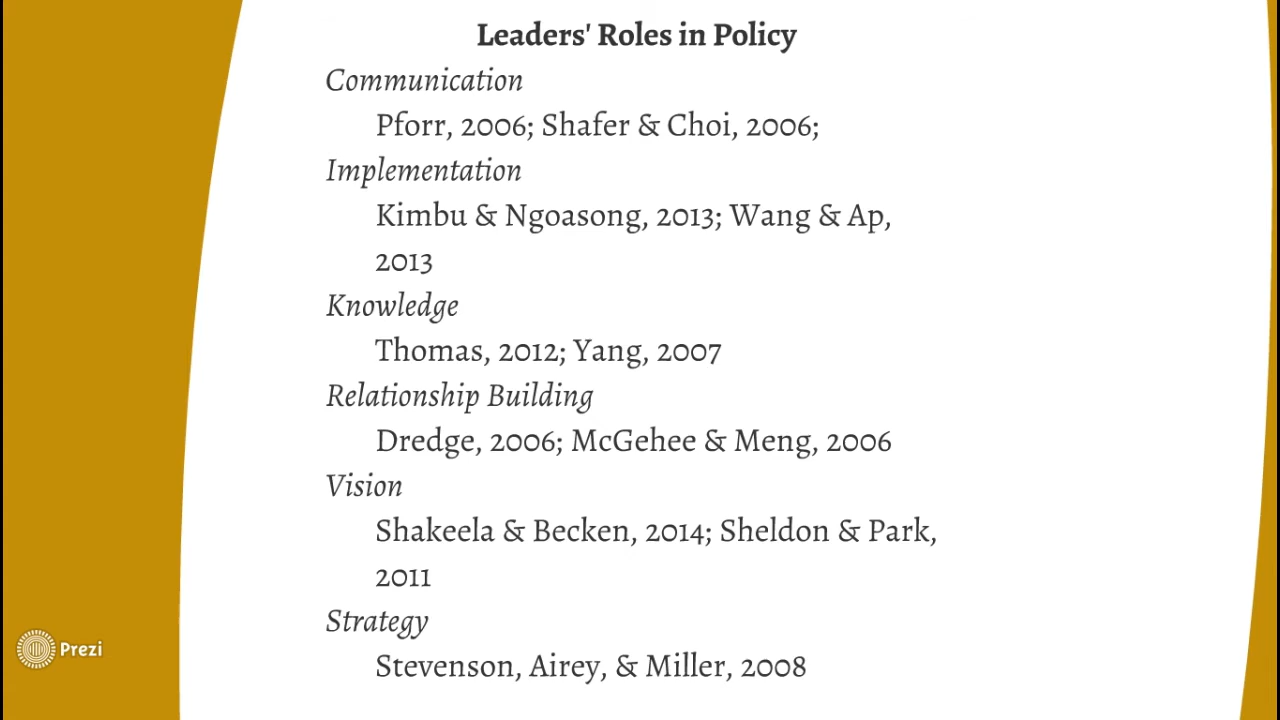 Leaders' Roles in Policy
Communication
Pforr, 2006; Shafer & Choi, 2006;
Implementation
Kimbu & Ngoasong, 2013; Wang & Ap,
2013
Knowledge
Thomas, 2012; Yang, 2007
Relationship Building
Dredge, 2006; McGehee & Meng, 2006
Vision
Shakeela & Becken, 2014; Sheldon & Park,
2011
Strategy
Stevenson, Airey, & Miller, 2008
Prezi